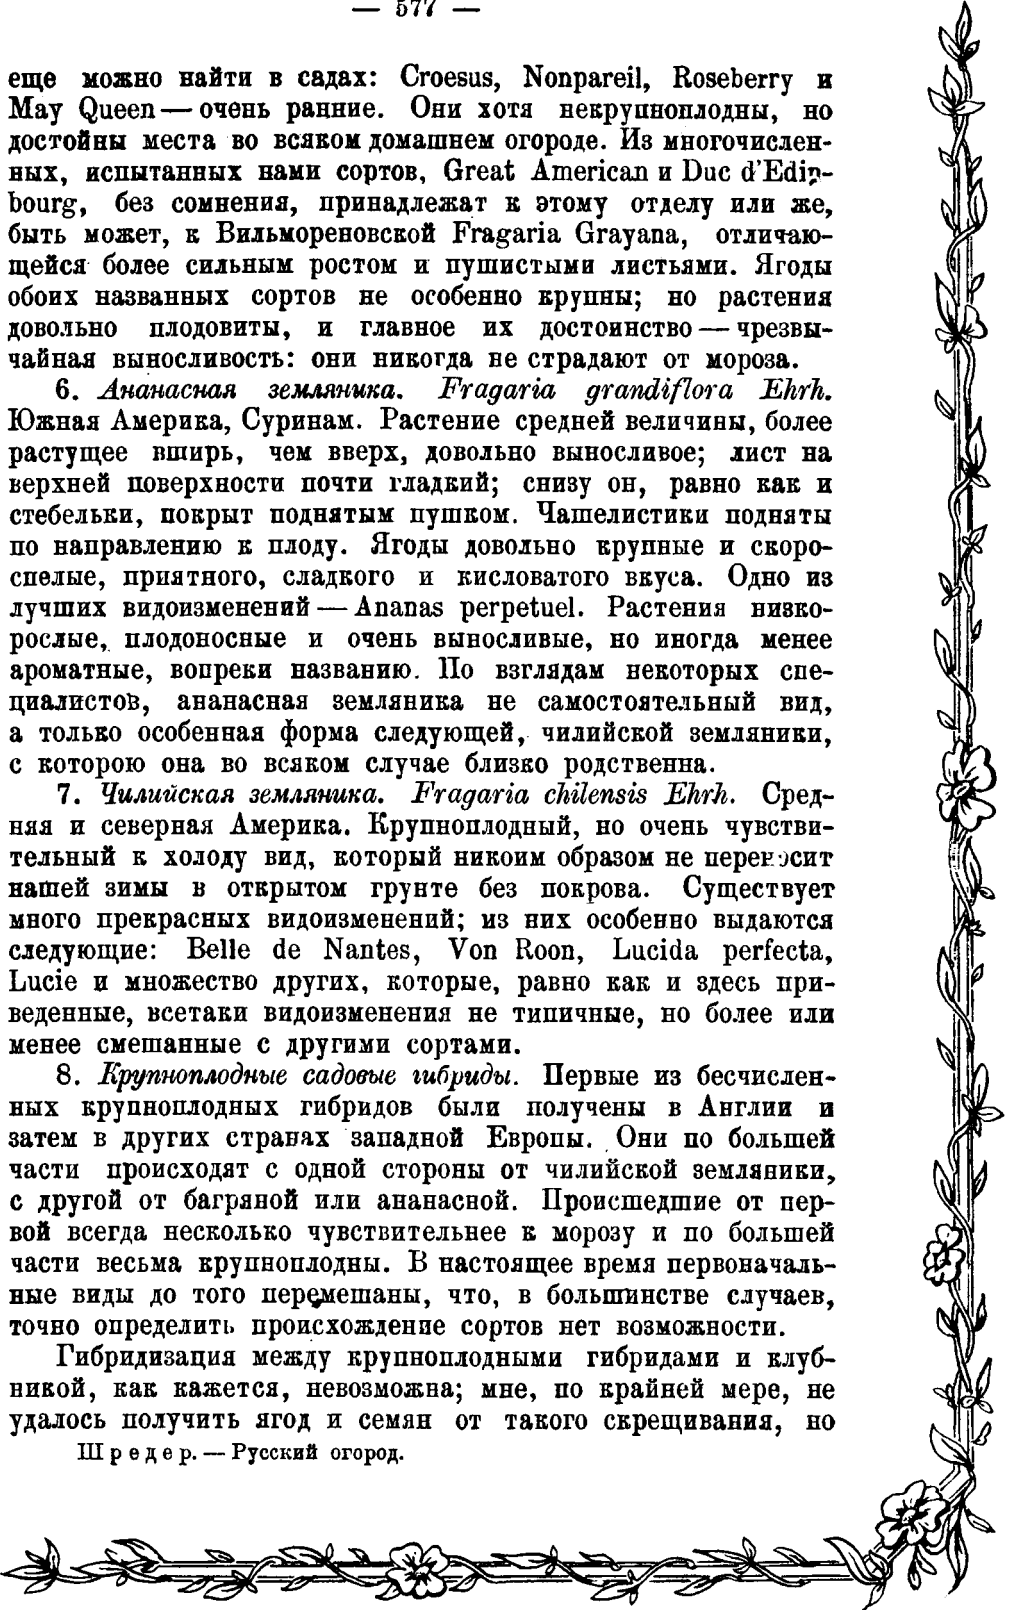 — 577 —
еще можно найти в садах: Croesus, Nonpareil, Roseberry и
May Queen — очень ранние. Они хотя некрупноплодны, но
достойны места во всяком домашнем огороде. Из многочислен-
ных, испытанных нами сортов, Great American и Duc d'Edin-
bourg, без сомнения, принадлежат к этому отделу или же,
быть может, к Вильмореновской Fragaria Grayana, отличаю-
щейся более сильным ростом и пушистыми листьями. Ягоды
обоих названных сортов не особенно крупны; но растения
довольно плодовиты, и главное их достоинство — чрезвы-
чайная выносливость: они никогда не страдают от мороза.
6. Ананасная земляника. Fragaria grandiflora Ehrh.
Южная Америка, Суринам. Растение средней величины, более
растущее вширь, чем вверх, довольно выносливое; лист на
верхней поверхности почти гладкий; снизу он, равно как и
стебельки, покрыт поднятым пушком. Чашелистики подняты
по направлению к плоду. Ягоды довольно крупные и скоро-
спелые, приятного, сладкого и кисловатого вкуса. Одно из
лучших видоизменений — Ananas perpetuel. Растения низко-
рослые, плодоносные и очень выносливые, но иногда менее
ароматные, вопреки названию. По взглядам некоторых спе-
циалистов, ананасная земляника не самостоятельный вид,
а только особенная форма следующей, чилийской земляники,
с которою она во всяком случае близко родственна.
7. Чилийская земляника. Fragaria chilensis Ehrh. Сред-
няя и северная Америка. Крупноплодный, но очень чувстви-
тельный к холоду вид, который никоим образом не переносит
нашей зимы в открытом грунте без покрова. Существует
много прекрасных видоизменений; из них особенно выдаются
следующие: Belle de Nantes, Von Roon, Lucida perfecta,
Lucie и множество других, которые, равно как и здесь при-
веденные, всетаки видоизменения не типичные, но более или
менее смешанные с другими сортами.
8. Крупноплодные садовые гибриды. Первые из бесчислен-
ных крупноплодных гибридов были получены в Англии и
затем в других странах западной Европы. Они по большей
части происходят с одной стороны от чилийской земляники,
с другой от багряной или ананасной. Происшедшие от пер-
вой всегда несколько чувствительнее к морозу и по большей
части весьма крупноплодны. В настоящее время первоначаль-
ные виды до того перемешаны, что, в большинстве случаев,
точно определить происхождение сортов нет возможности.
Гибридизация между крупноплодными гибридами и клуб-
никой, как кажется, невозможна; мне, по крайней мере, не
удалось получить ягод и семян от такого скрещивания, но
Шредер. — Русский огород.